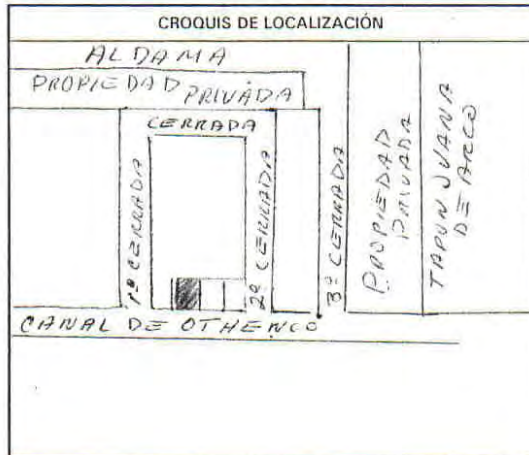 CROQUIS DE LOCALIZACIÓN
ALDAMA
PROPIEDAD PRIVADA
CERRADA
1ª CERRADA
2ª CERRADA
3ª CERRADA
PROPIEDAD
PRIVADA
TAPON JUANA
DE ARCO
CANAL DE OTHENCO